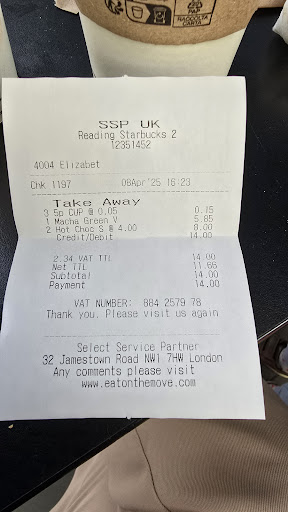 PAP
RACCOLTA
CARTA
SSP UK
Reading Starbucks 2
12351452
4004 Elizabet
Chk 1197 08Apr'25 16:23
Take Away
3 5p CUP @ 0.05 0.15
1 Macha Green V 5.85
2 Hot Choc S @ 4.00 8.00
Credit/Debit 14.00
2.34 VAT TTL 14.00
Net TTL 11.66
Subtotal 14.00
Payment 14.00
VAT NUMBER: 884 2579 78
Thank you. Please visit us again
Select Service Partner
32 Jamestown Road NW1 7HW London
Any comments please visit
www.eatonthemove.com